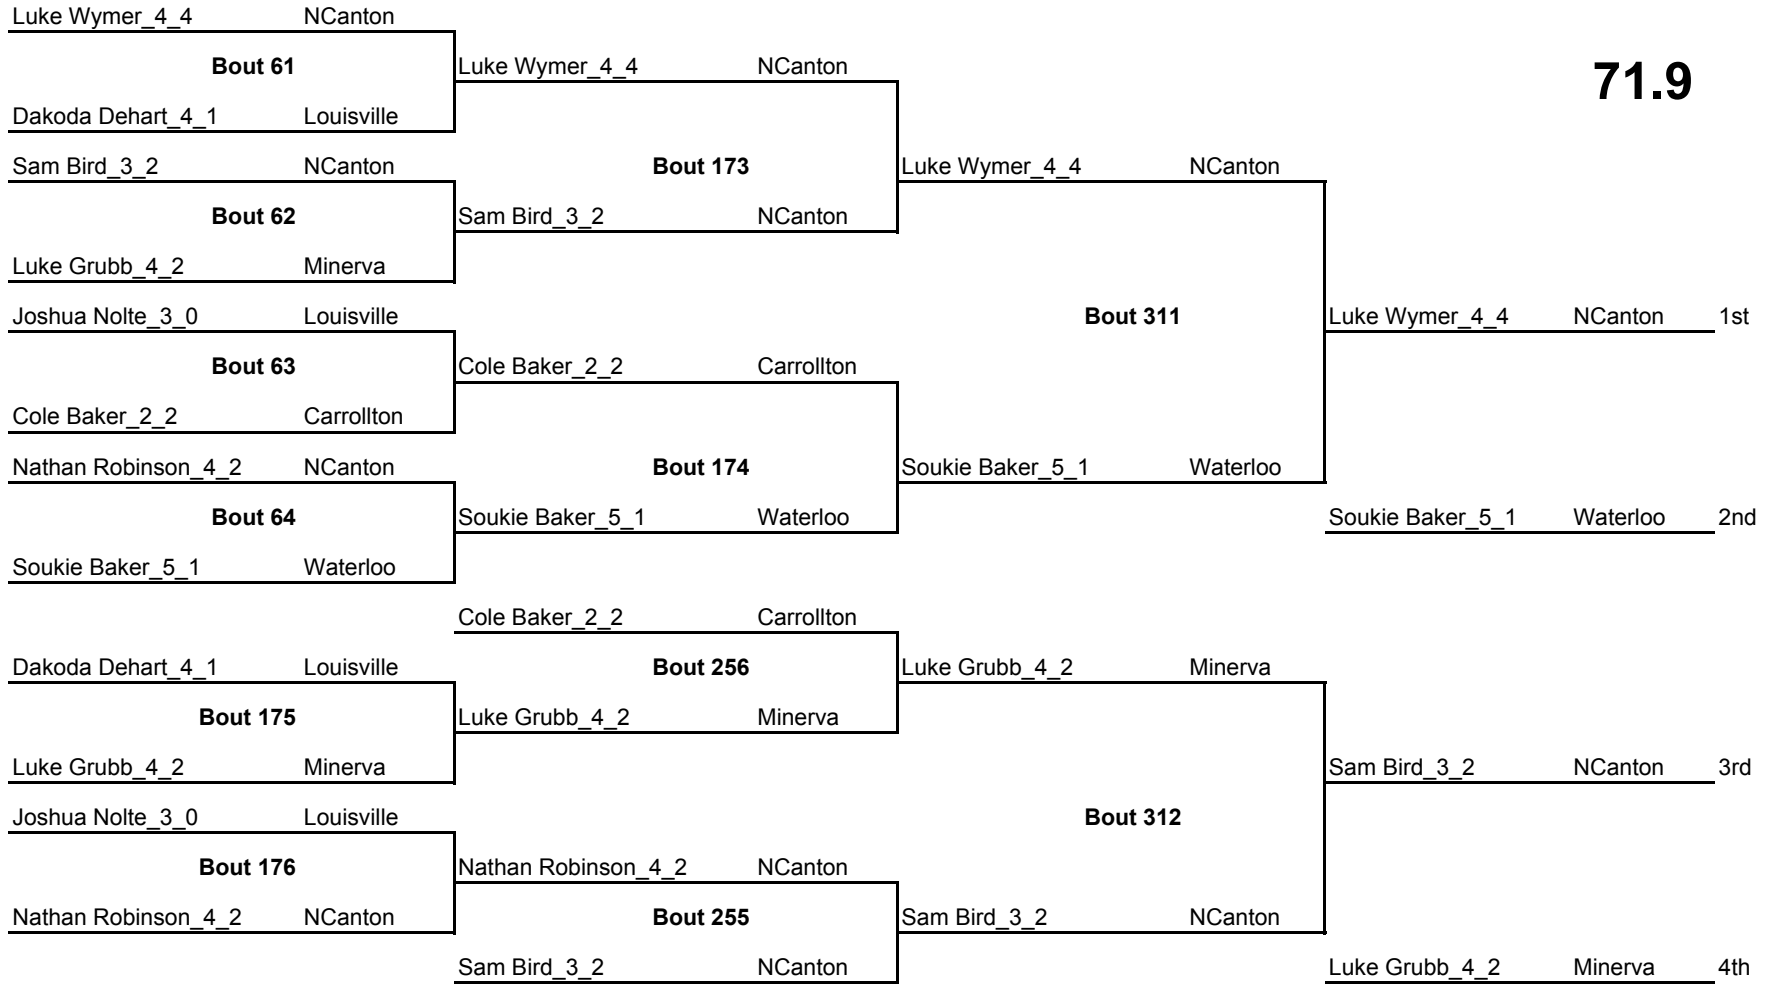 Luke Wymer_4_4 NCanton
Bout 61 Luke Wymer_4_4 NCanton
71.9
Dakoda Dehart_4_1 Louisville
Sam Bird_3_2 NCanton Bout 173 Luke Wymer_4_4 NCanton
Bout 62 Sam Bird_3_2 NCanton
Luke Grubb_4_2 Minerva
Joshua Nolte_3_0 Louisville Bout 311 Luke Wymer_4_4 NCanton 1st
Bout 63 Cole Baker_2_2 Carrollton
Cole Baker_2_2 Carrollton
Nathan Robinson_4_2 NCanton Bout 174 Soukie Baker_5_1 Waterloo
Bout 64 Soukie Baker_5_1 Waterloo Soukie Baker_5_1 Waterloo 2nd
Soukie Baker_5_1 Waterloo
Cole Baker_2_2 Carrollton
Dakoda Dehart_4_1 Louisville Bout 256 Luke Grubb_4_2 Minerva
Bout 175 Luke Grubb_4_2 Minerva
Luke Grubb_4_2 Minerva Sam Bird_3_2 NCanton 3rd
Joshua Nolte_3_0 Louisville Bout 312
Bout 176 Nathan Robinson_4_2 NCanton
Nathan Robinson_4_2 NCanton Bout 255 Sam Bird_3_2 NCanton
Sam Bird_3_2 NCanton Luke Grubb_4_2 Minerva 4th